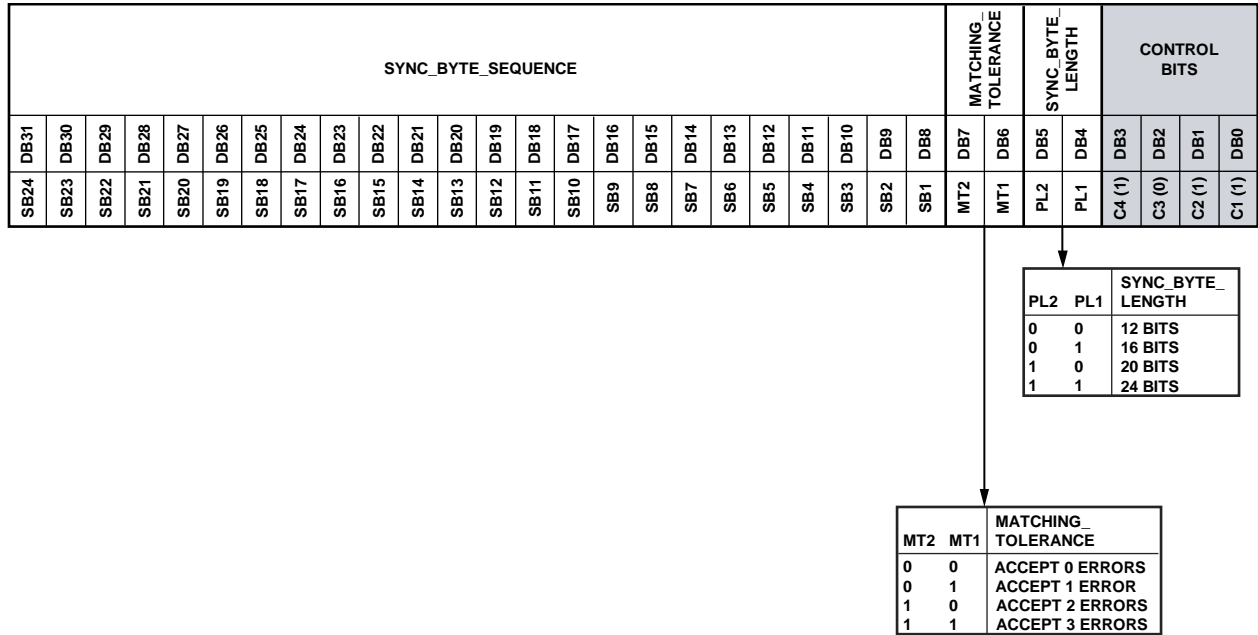 SYNC_BYTE_SEQUENCE
MATCHING_
TOLERANCE
SYNC_BYTE_
LENGTH
CONTROL
BITS
DB31 DB30 DB29 DB28 DB27 DB26 DB25 DB24 DB23 DB22 DB21 DB20 DB19 DB18 DB17 DB16 DB15 DB14 DB13 DB12 DB11 DB10 DB9 DB8 DB7 DB6 DB5 DB4 DB3 DB2 DB1 DB0
SB24 SB23 SB22 SB21 SB20 SB19 SB18 SB17 SB16 SB15 SB14 SB13 SB12 SB11 SB10 SB9 SB8 SB7 SB6 SB5 SB4 SB3 SB2 SB1 MT2 MT1 PL2 PL1 C4 (1) C3 (0) C2 (1) C1 (1)
SYNC_BYTE_
PL2 PL1 LENGTH
0 0 12 BITS
0 1 16 BITS
1 0 20 BITS
1 1 24 BITS
MATCHING_
MT2 MT1 TOLERANCE
0 0 ACCEPT 0 ERRORS
0 1 ACCEPT 1 ERROR
1 0 ACCEPT 2 ERRORS
1 1 ACCEPT 3 ERRORS